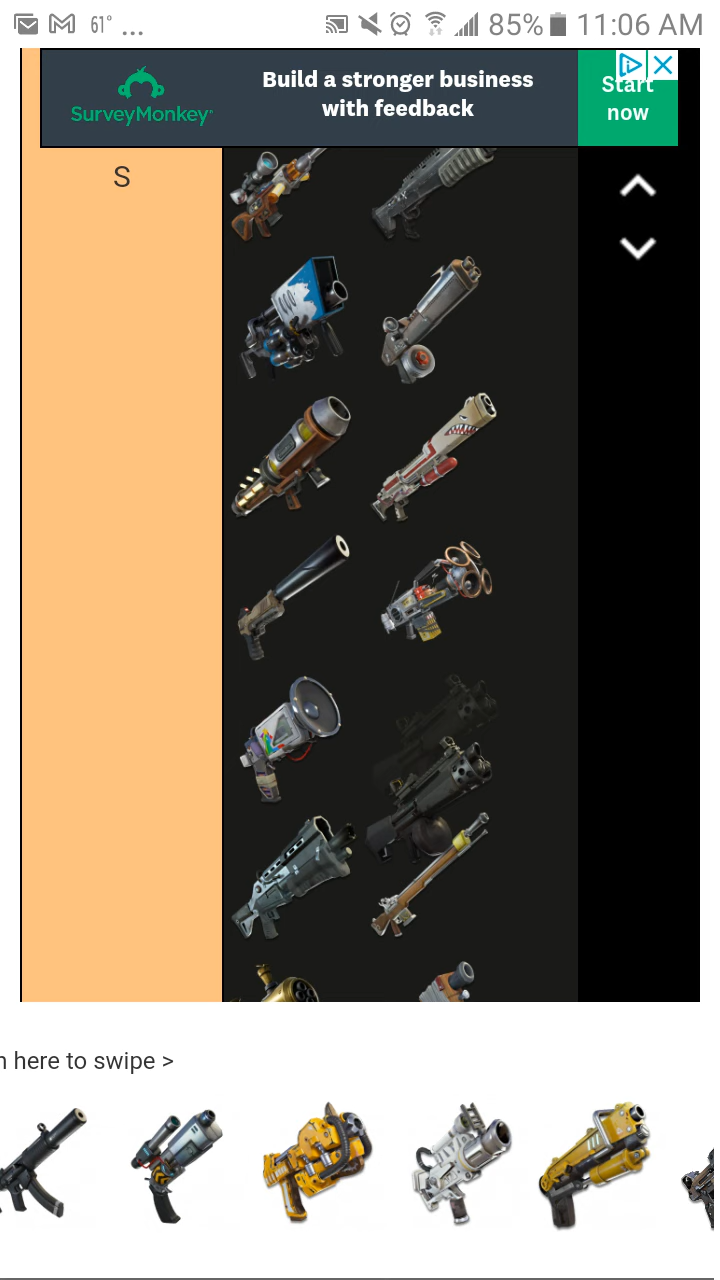 61° ... 85% 11:06 AM
SurveyMonkey
Build a stronger business
with feedback
Start
now
S
n here to swipe >